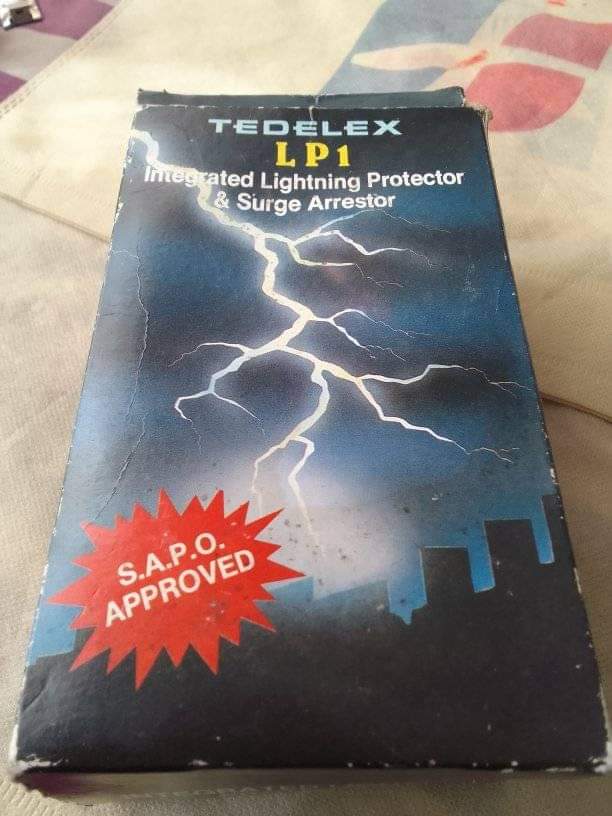 TEDELEX
LP1
Integrated Lightning Protector
& Surge Arrestor
S.A.P.O.
APPROVED